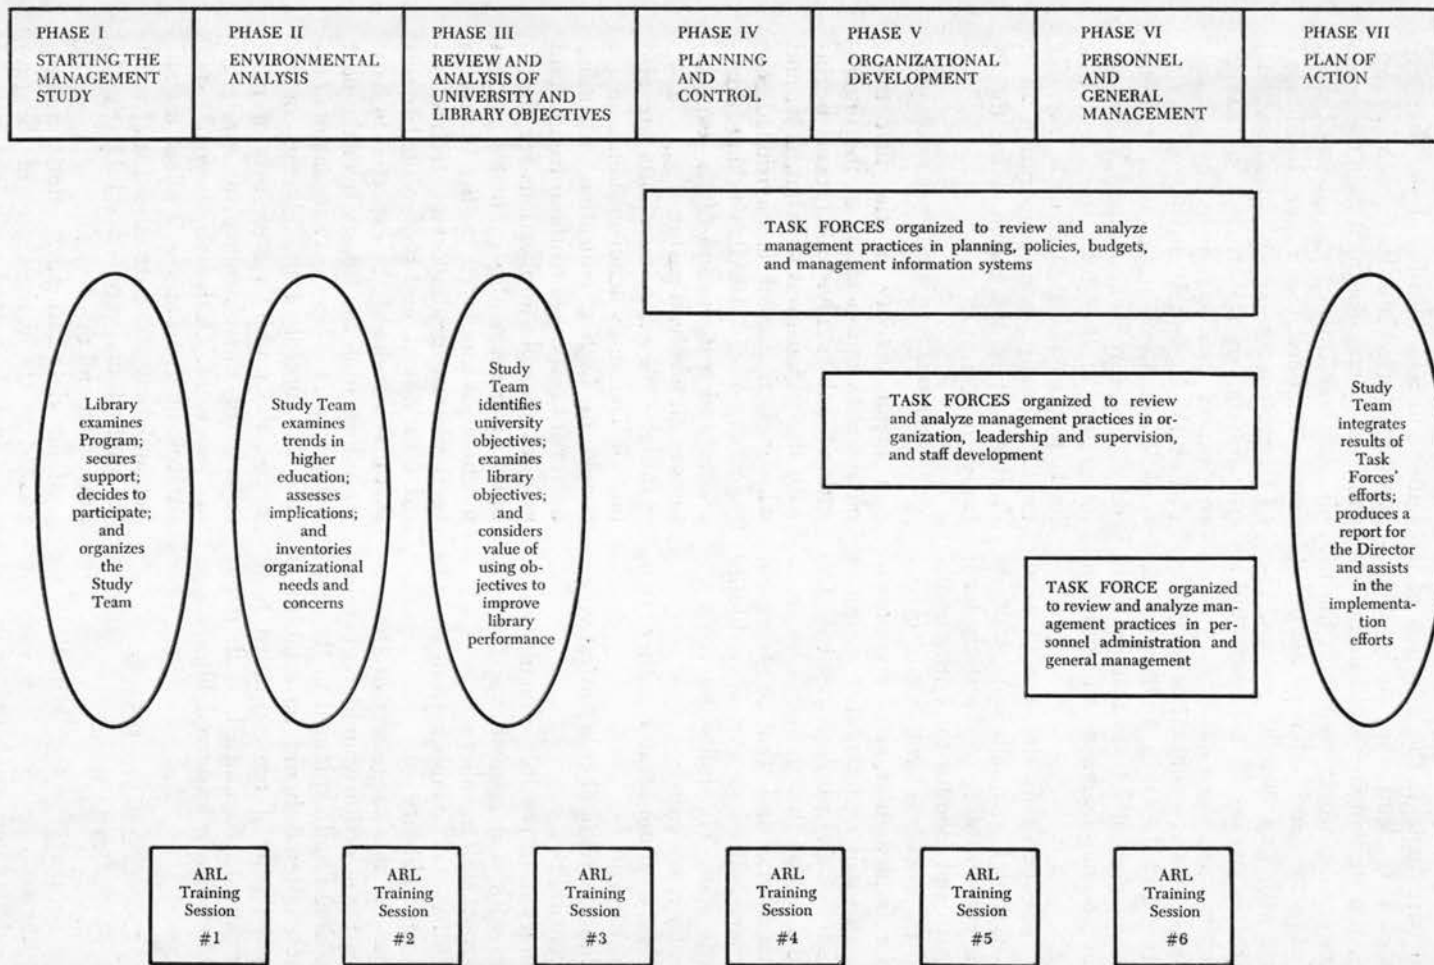 PHASE I
STARTING THE
MANAGEMENT
STUDY
PHASE II
ENVIRONMENTAL
ANALYSIS
PHASE III
REVIEW AND
ANALYSIS OF
UNIVERSITY AND
LIBRARY OBJECTIVES
PHASE IV
PLANNING
AND
CONTROL
PHASE V
ORGANIZATIONAL
DEVELOPMENT
PHASE VI
PERSONNEL
AND
GENERAL
MANAGEMENT
PHASE VII
PLAN OF
ACTION
Library
examines
Program;
secures
support;
decides to
participate;
and
organizes
the
Study
Team
Study Team
examines
trends in
higher
education;
assesses
implications;
and
inventories
organizational
needs and
concerns
Study
Team
identifies
university
objectives;
examines
library
objectives;
and
considers
value of
using ob-
jectives to
improve
library
performance
TASK FORCES organized to review and analyze
management practices in planning, policies, budgets,
and management information systems
TASK FORCES organized to review
and analyze management practices in or-
ganization, leadership and supervision,
and staff development
TASK FORCE organized
to review and analyze man-
agement practices in per-
sonnel administration and
general management
Study
Team
integrates
results of
Task
Forces'
efforts;
produces a
report for
the Director
and assists
in the
implementa-
tion
efforts
ARL
Training
Session
#1
ARL
Training
Session
#2
ARL
Training
Session
#3
ARL
Training
Session
#4
ARL
Training
Session
#5
ARL
Training
Session
#6